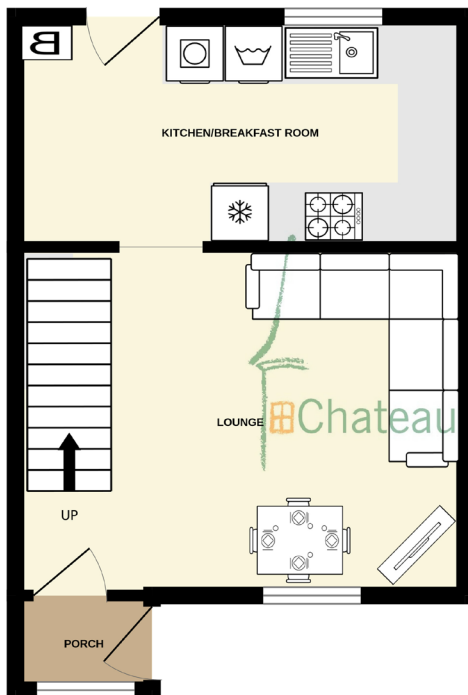 B
KITCHEN/BREAKFAST ROOM
LOUNGE
Chateau
UP
PORCH